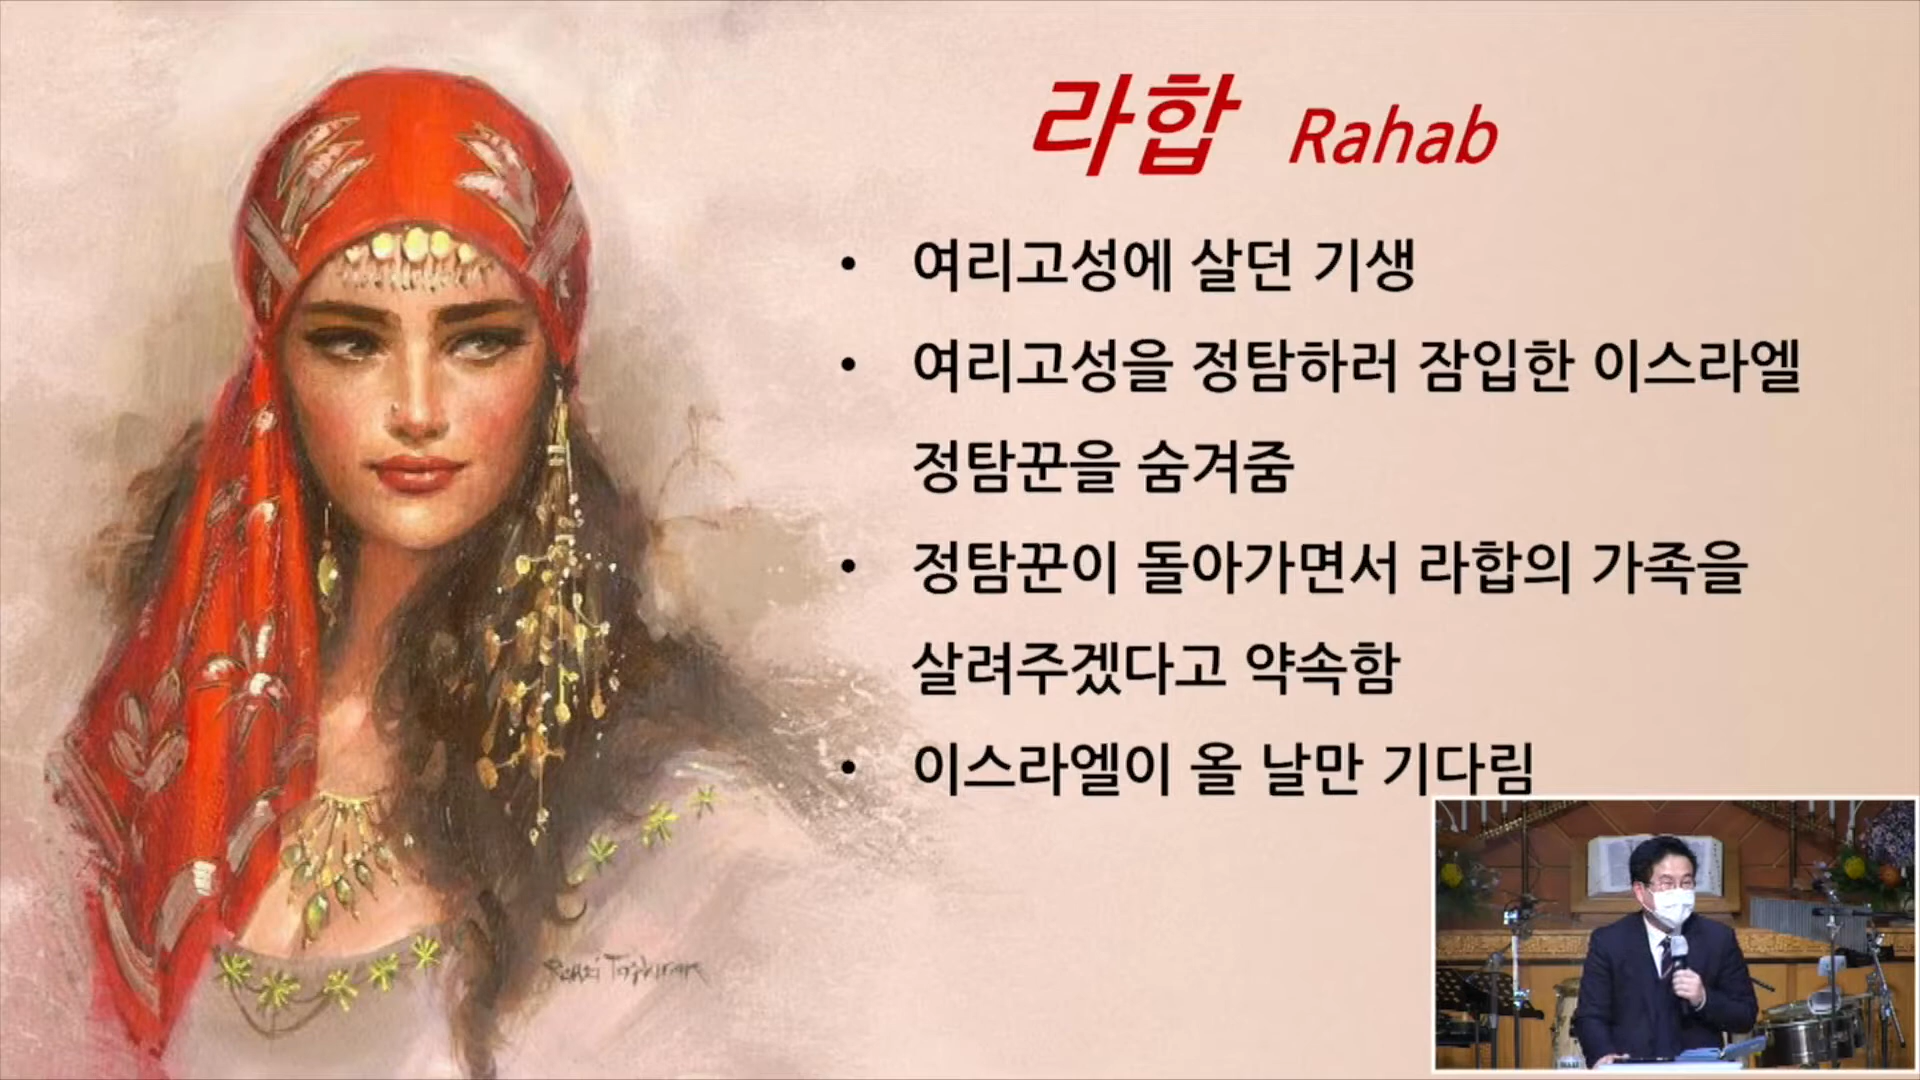 라합 Rahab
• 여리고성에 살던 기생
• 여리고성을 정탐하러 잠입한 이스라엘
정탐꾼을 숨겨줌
• 정탐꾼이 돌아가면서 라합의 가족을
살려주겠다고 약속함
• 이스라엘이 올 날만 기다림